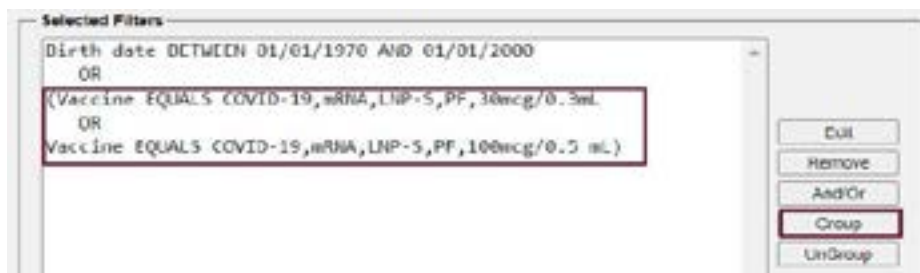 Selected Filters
Birth date BETWEEN 01/01/1970 AND 01/01/2000
OR
(Vaccine EQUALS COVID-19,mRNA,LNP-S,PF,30mcg/0.3mL
OR
Vaccine EQUALS COVID-19,mRNA,LNP-S,PF,100mcg/0.5 mL)
Edit
Remove
And/Or
Group
UnGroup